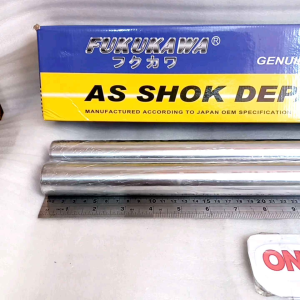 FUKUKAWA®
フクカワ
GENU
AS SHOK DEP
MANUFACTURED ACCORDING TO JAPAN OEM SPECIFICATION
ON